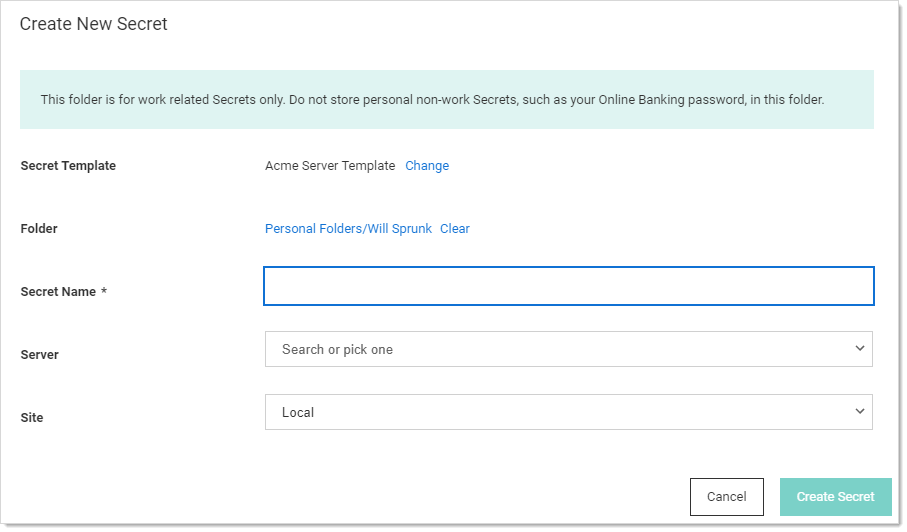 Create New Secret
This folder is for work related Secrets only. Do not store personal non-work Secrets, such as your Online Banking password, in this folder.
Secret Template Acme Server Template Change
Folder Personal Folders/Will Sprunk Clear
Secret Name *
Server Search or pick one
Site Local
Cancel Create Secret